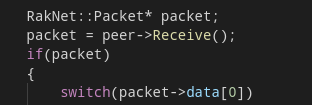 RakNet::Packet* packet;
packet = peer->Receive();
if(packet)
{
switch(packet->data[0])